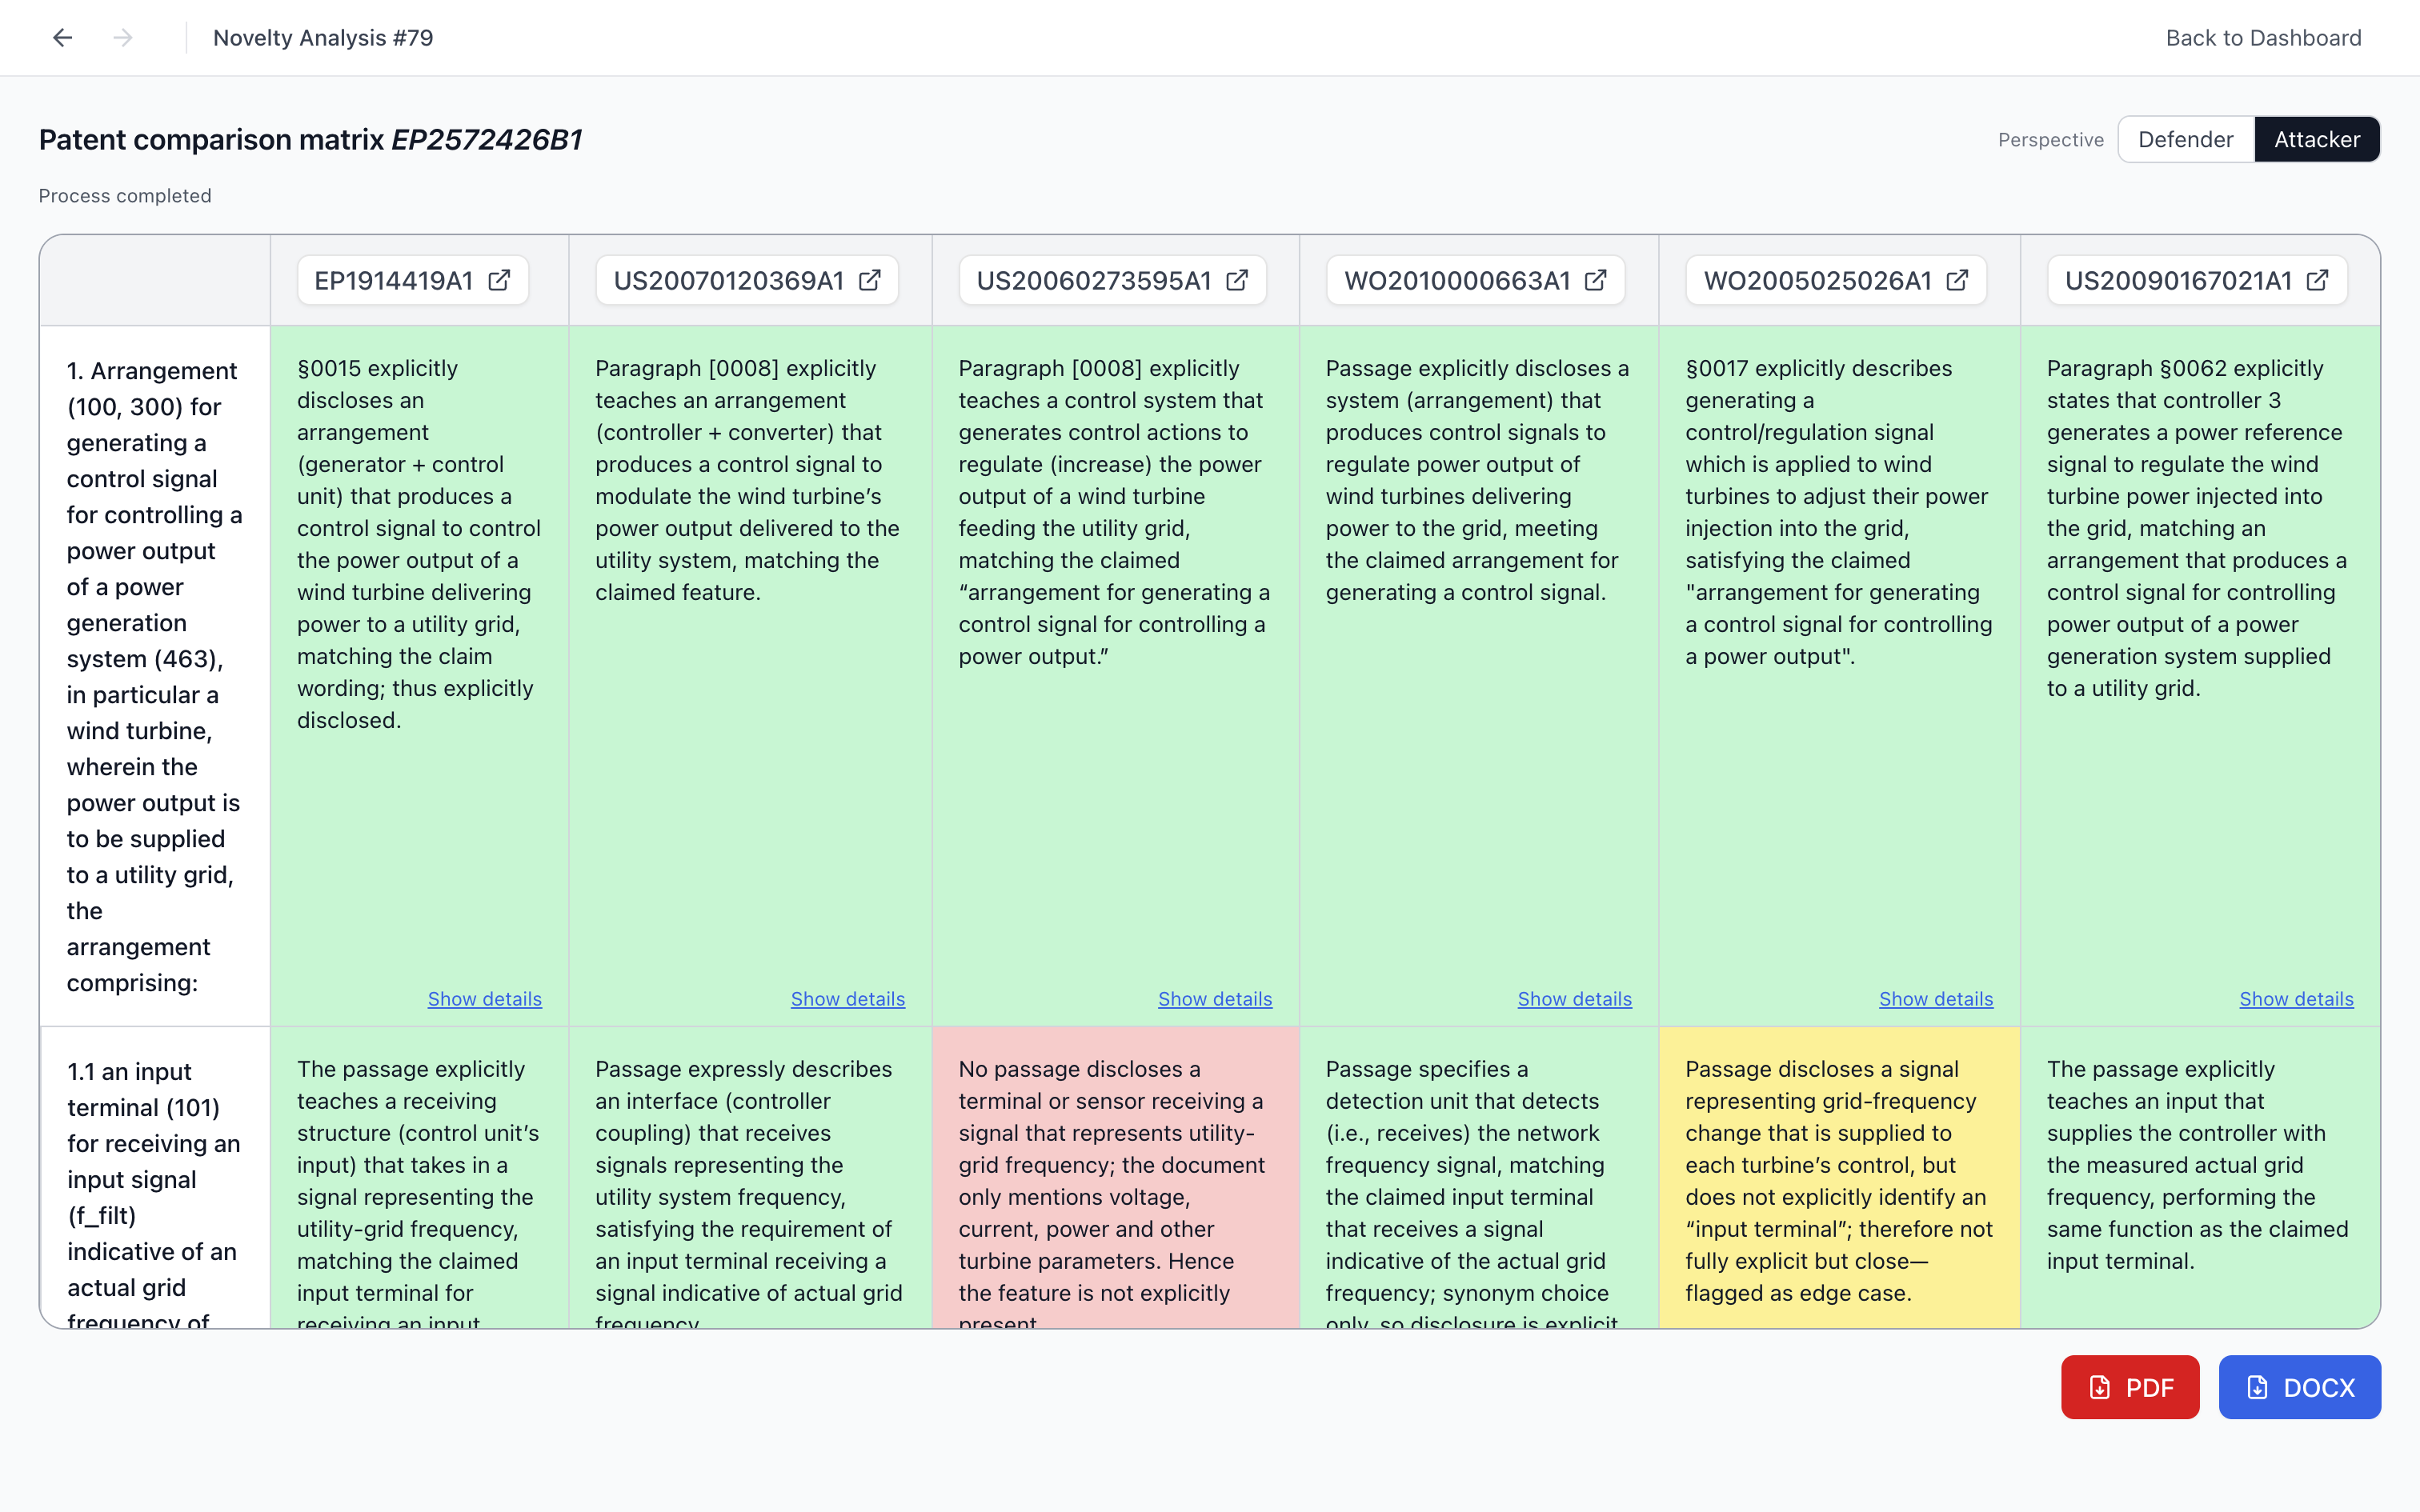 Novelty Analysis #79
Back to Dashboard
Patent comparison matrix EP2572426B1
Perspective
Defender
Attacker
Process completed
EP1914419A1
US20070120369A1
US20060273595A1
WO2010000663A1
WO2005025026A1
US20090167021A1
1. Arrangement
(100, 300) for
generating a
control signal
for controlling a
power output
of a power
generation
system (463),
in particular a
wind turbine,
wherein the
power output is
to be supplied
to a utility grid,
the
arrangement
comprising:
§0015 explicitly
discloses an
arrangement
(generator + control
unit) that produces a
control signal to control
the power output of a
wind turbine delivering
power to a utility grid,
matching the claim
wording; thus explicitly
disclosed.
Show details
Paragraph [0008] explicitly
teaches an arrangement
(controller + converter) that
produces a control signal to
modulate the wind turbine’s
power output delivered to the
utility system, matching the
claimed feature.
Show details
Paragraph [0008] explicitly
teaches a control system that
generates control actions to
regulate (increase) the power
output of a wind turbine
feeding the utility grid,
matching the claimed
“arrangement for generating a
control signal for controlling a
power output.”
Show details
Passage explicitly discloses a
system (arrangement) that
produces control signals to
regulate power output of
wind turbines delivering
power to the grid, meeting
the claimed arrangement for
generating a control signal.
Show details
§0017 explicitly describes
generating a
control/regulation signal
which is applied to wind
turbines to adjust their power
injection into the grid,
satisfying the claimed
"arrangement for generating
a control signal for controlling
a power output".
Show details
Paragraph §0062 explicitly
states that controller 3
generates a power reference
signal to regulate the wind
turbine power injected into
the grid, matching an
arrangement that produces a
control signal for controlling
power output of a power
generation system supplied
to a utility grid.
Show details
1.1 an input
terminal (101)
for receiving an
input signal
(f_filt)
indicative of an
actual grid
frequency of
The passage explicitly
teaches a receiving
structure (control unit’s
input) that takes in a
signal representing the
utility-grid frequency,
matching the claimed
input terminal for
receiving an input
Passage expressly describes
an interface (controller
coupling) that receives
signals representing the
utility system frequency,
satisfying the requirement of
an input terminal receiving a
signal indicative of actual grid
frequency.
No passage discloses a
terminal or sensor receiving a
signal that represents utility-
grid frequency; the document
only mentions voltage,
current, power and other
turbine parameters. Hence
the feature is not explicitly
present.
Passage specifies a
detection unit that detects
(i.e., receives) the network
frequency signal, matching
the claimed input terminal
that receives a signal
indicative of the actual grid
frequency; synonym choice
only, so disclosure is explicit
Passage discloses a signal
representing grid-frequency
change that is supplied to
each turbine’s control, but
does not explicitly identify an
“input terminal”; therefore not
fully explicit but close—
flagged as edge case.
The passage explicitly
teaches an input that
supplies the controller with
the measured actual grid
frequency, performing the
same function as the claimed
input terminal.
PDF
DOCX